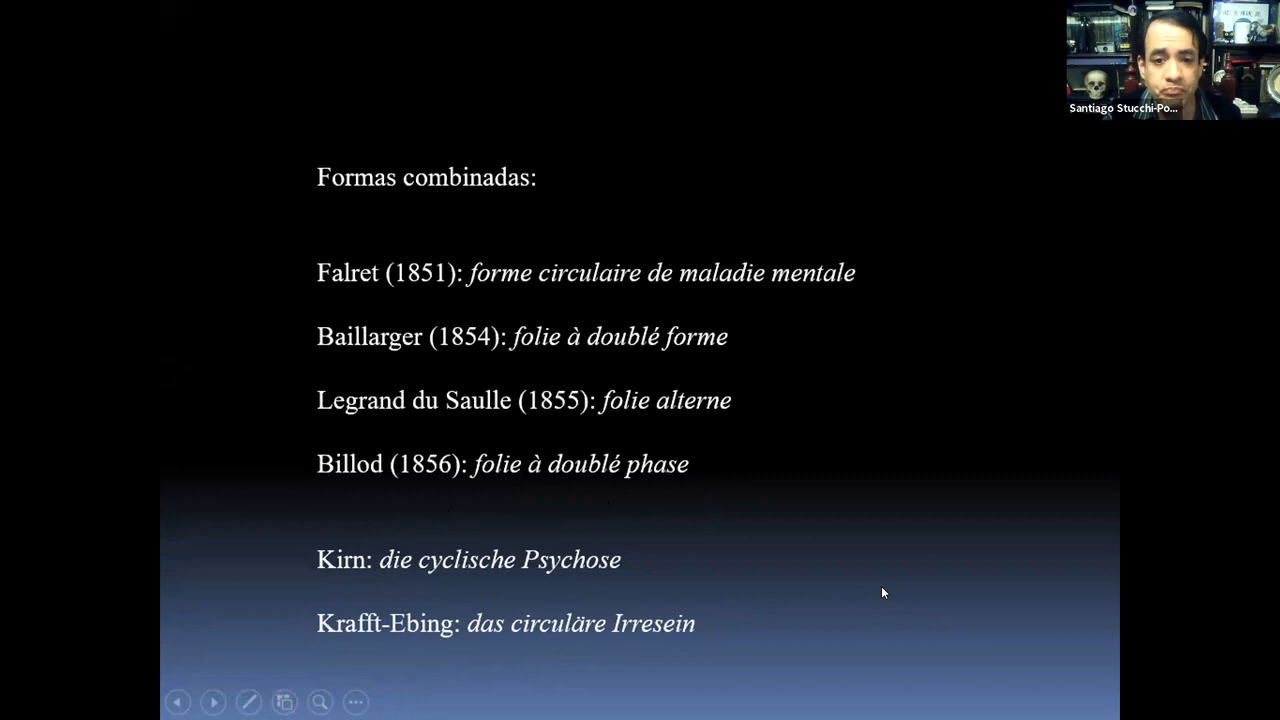 Santiago Stucchi-Po...
Formas combinadas:
Falret (1851): forme circulaire de maladie mentale
Baillarger (1854): folie à doublé forme
Legrand du Saulle (1855): folie alterne
Billod (1856): folie à doublé phase
Kirn: die cyclische Psychose
Krafft-Ebing: das circuläre Irresein